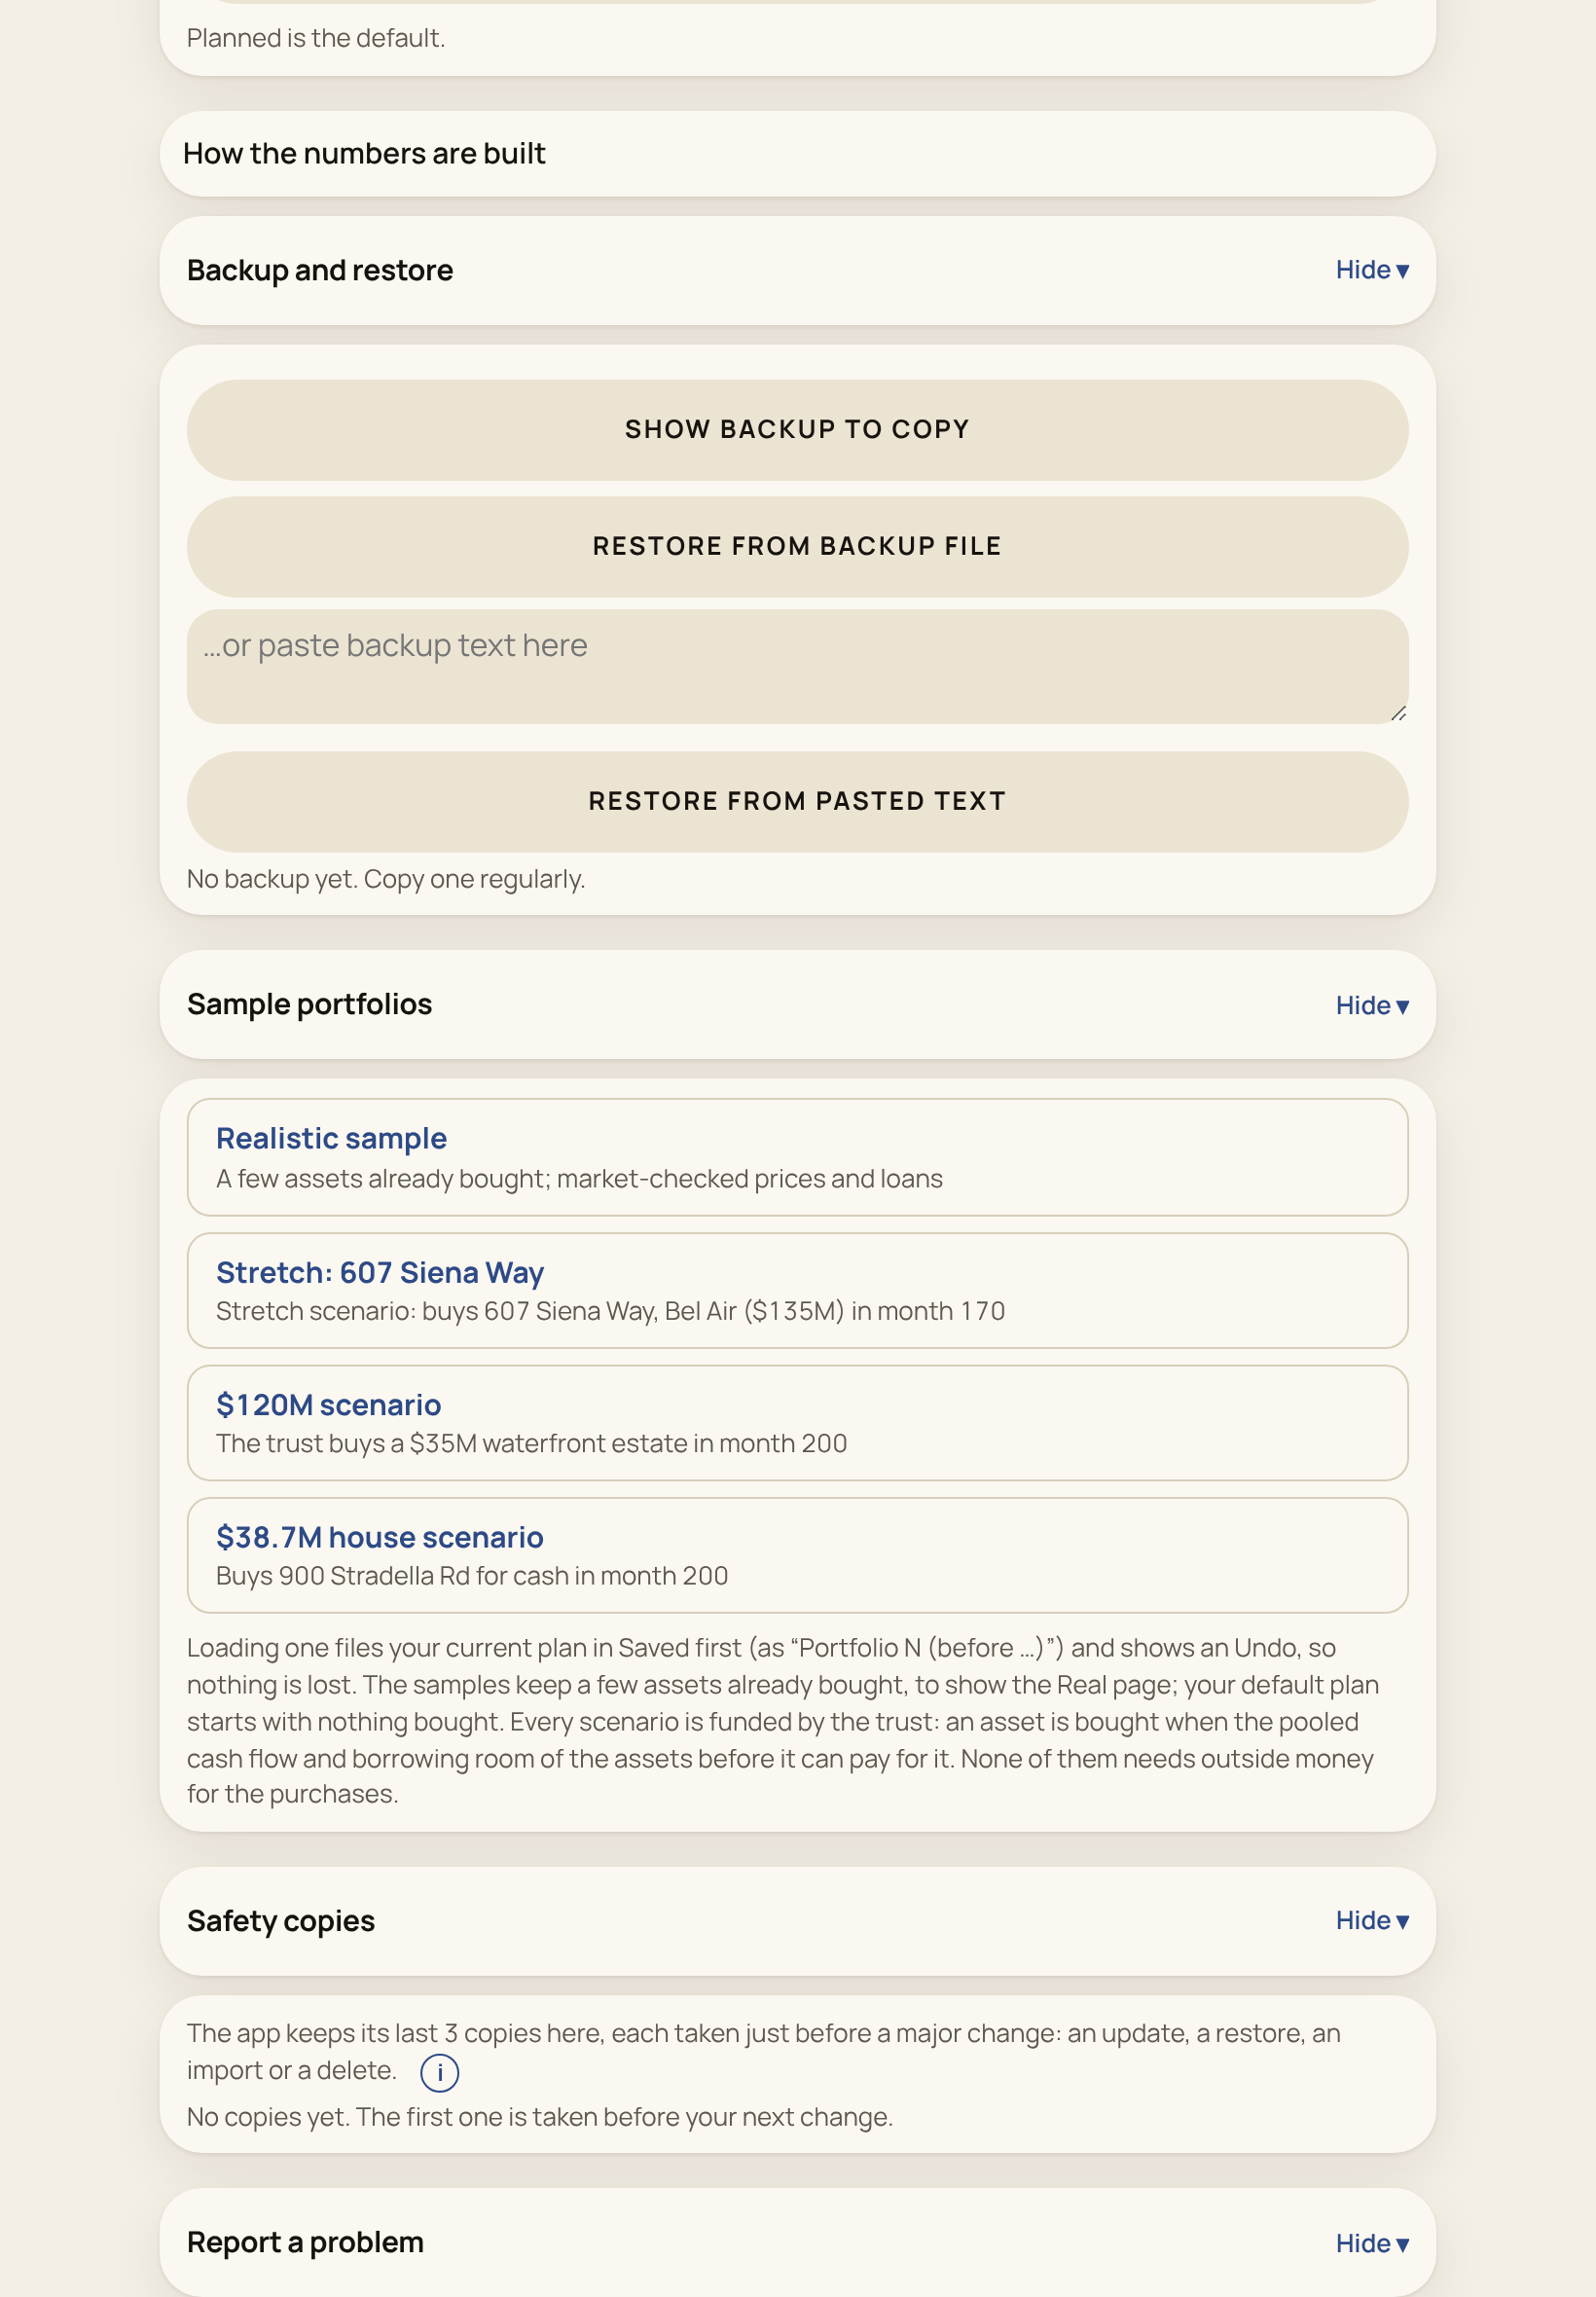 Planned is the default.
How the numbers are built
Backup and restore
Hide ▾
SHOW BACKUP TO COPY
RESTORE FROM BACKUP FILE
...or paste backup text here
RESTORE FROM PASTED TEXT
No backup yet. Copy one regularly.
Sample portfolios
Hide ▾
Realistic sample
A few assets already bought; market-checked prices and loans
Stretch: 607 Siena Way
Stretch scenario: buys 607 Siena Way, Bel Air ($135M) in month 170
$120M scenario
The trust buys a $35M waterfront estate in month 200
$38.7M house scenario
Buys 900 Stradella Rd for cash in month 200
Loading one files your current plan in Saved first (as “Portfolio N (before ...)”) and shows an Undo, so
nothing is lost. The samples keep a few assets already bought, to show the Real page; your default plan
starts with nothing bought. Every scenario is funded by the trust: an asset is bought when the pooled
cash flow and borrowing room of the assets before it can pay for it. None of them needs outside money
for the purchases.
Safety copies
Hide ▾
The app keeps its last 3 copies here, each taken just before a major change: an update, a restore, an
import or a delete. i
No copies yet. The first one is taken before your next change.
Report a problem
Hide ▾